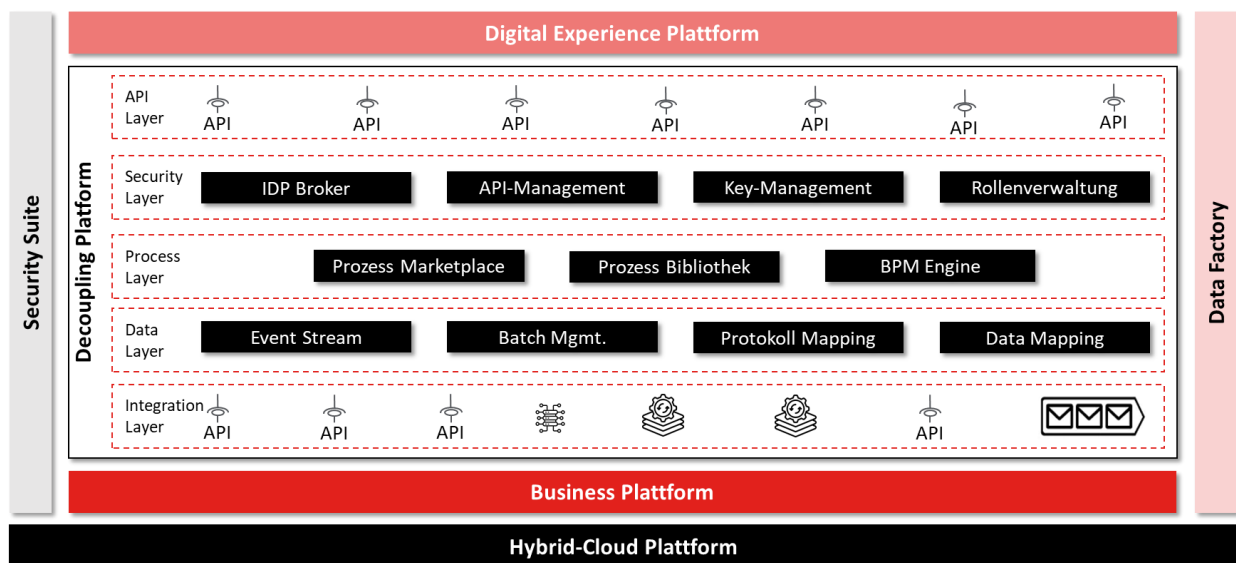 Digital Experience Plattform
Security Suite
Decoupling Platform
Data Factory
API
Layer
API
API
API
API
API
API
API
Security
Layer
IDP Broker
API-Management
Key-Management
Rollenverwaltung
Process
Layer
Prozess Marketplace
Prozess Bibliothek
BPM Engine
Data
Layer
Event Stream
Batch Mgmt.
Protokoll Mapping
Data Mapping
Integration
Layer
API
API
API
API
Business Plattform
Hybrid-Cloud Plattform